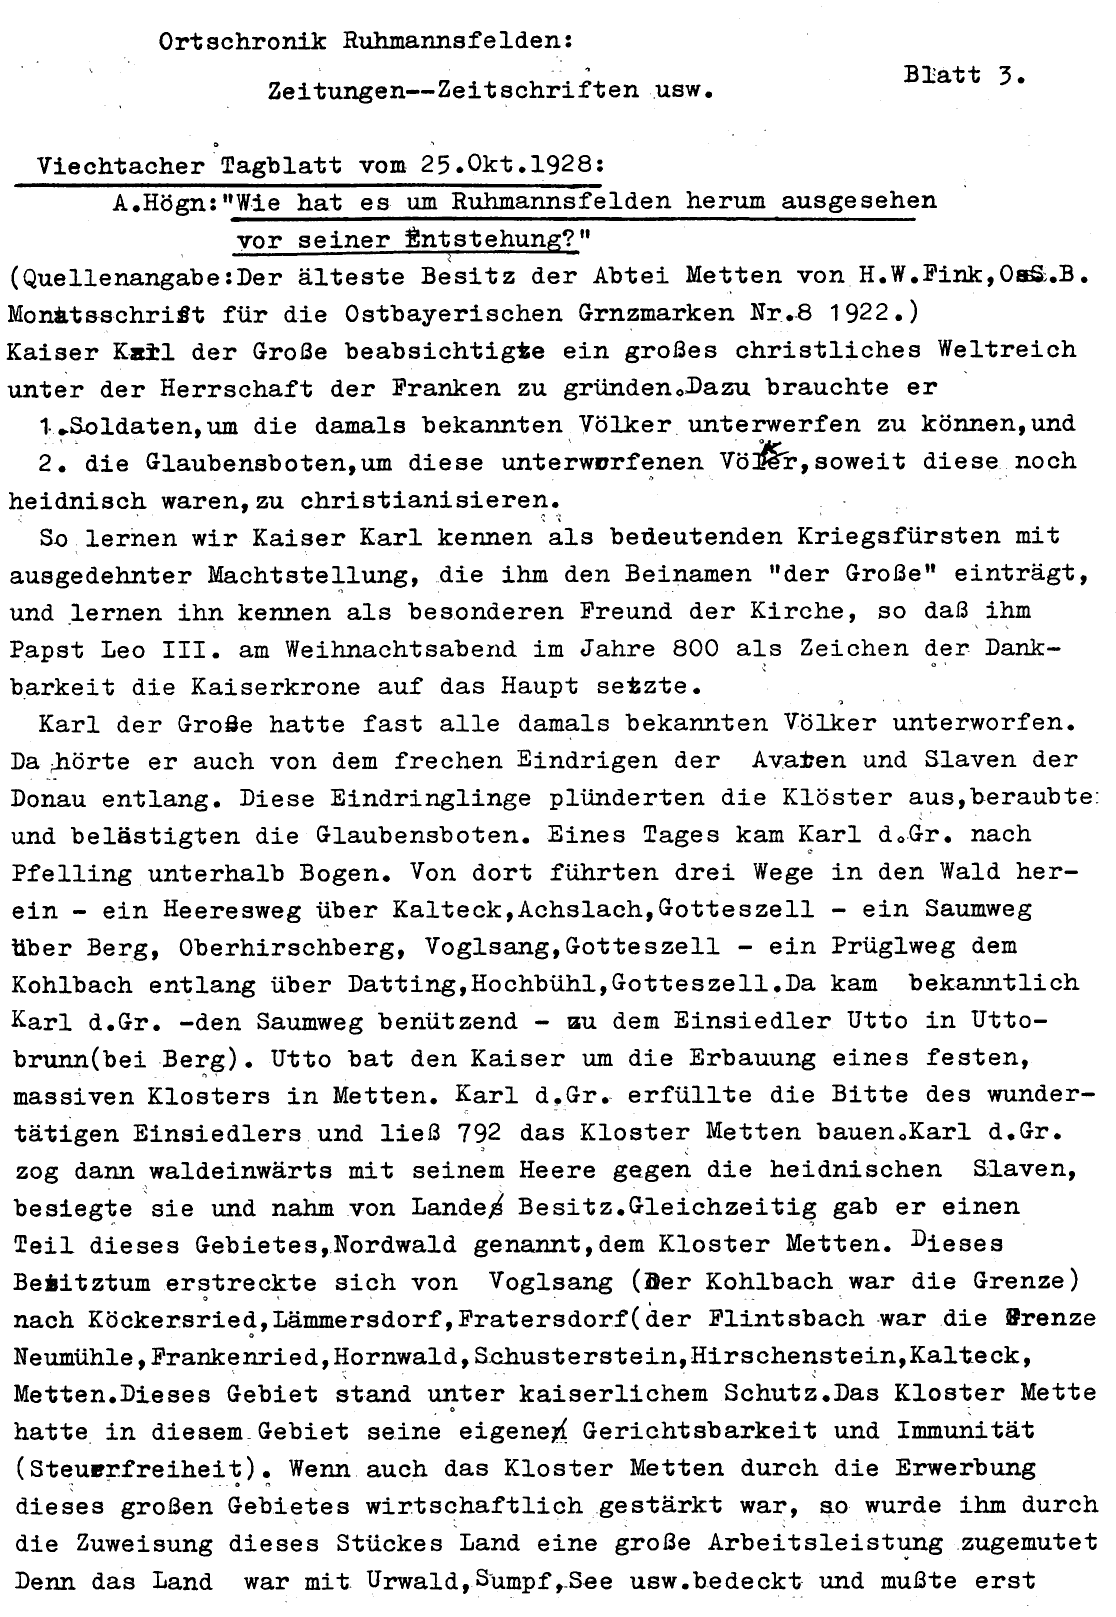 Ortschronik Ruhmannsfelden:
Blatt 3.
Zeitungen--Zeitschriften usw.
Viechtacher Tagblatt vom 25.Okt.1928:
A.Högn:"Wie hat es um Ruhmannsfelden herum ausgesehen
vor seiner Entstehung?"
(Quellenangabe:Der älteste Besitz der Abtei Metten von H.W.Fink,O.S.B.
Monatsschrift für die Ostbayerischen Grnzmarken Nr.8 1922.)
Kaiser Karl der Große beabsichtigte ein großes christliches Weltreich
unter der Herrschaft der Franken zu gründen.Dazu brauchte er
1.Soldaten,um die damals bekannten Völker unterwerfen zu können,und
2. die Glaubensboten,um diese unterworfenen Völker,soweit diese noch
heidnisch waren,zu christianisieren.
So lernen wir Kaiser Karl kennen als bedeutenden Kriegsfürsten mit
ausgedehnter Machtstellung, die ihm den Beinamen "der Große" einträgt,
und lernen ihn kennen als besonderen Freund der Kirche, so daß ihm
Papst Leo III. am Weihnachtsabend im Jahre 800 als Zeichen der Dank-
barkeit die Kaiserkrone auf das Haupt setzte.
Karl der Große hatte fast alle damals bekannten Völker unterworfen.
Da hörte er auch von dem frechen Eindrigen der Avaren und Slaven der
Donau entlang. Diese Eindringlinge plünderten die Klöster aus,beraubte
und belästigten die Glaubensboten. Eines Tages kam Karl d.Gr. nach
Pfelling unterhalb Bogen. Von dort führten drei Wege in den Wald her-
ein - ein Heeresweg über Kalteck,Achslach,Gotteszell - ein Saumweg
über Berg, Oberhirschberg, Voglsang,Gotteszell - ein Prüglweg dem
Kohlbach entlang über Datting,Hochbühl,Gotteszell.Da kam bekanntlich
Karl d.Gr. -den Saumweg benützend - zu dem Einsiedler Utto in Utto-
brunn(bei Berg). Utto bat den Kaiser um die Erbauung eines festen,
massiven Klosters in Metten. Karl d.Gr. erfüllte die Bitte des wunder-
tätigen Einsiedlers und ließ 792 das Kloster Metten bauen.Karl d.Gr.
zog dann waldeinwärts mit seinem Heere gegen die heidnischen Slaven,
besiegte sie und nahm von Lande Besitz.Gleichzeitig gab er einen
Teil dieses Gebietes,Nordwald genannt,dem Kloster Metten. Dieses
Besitztum erstreckte sich von Voglsang (Der Kohlbach war die Grenze)
nach Köckersried,Lämmersdorf,Fratersdorf(der Flintsbach war die Grenze
Neumühle,Frankenried,Hornwald,Schusterstein,Hirschenstein,Kalteck,
Metten.Dieses Gebiet stand unter kaiserlichem Schutz.Das Kloster Mette
hatte in diesem Gebiet seine eigene Gerichtsbarkeit und Immunität
(Steuerfreiheit). Wenn auch das Kloster Metten durch die Erwerbung
dieses großen Gebietes wirtschaftlich gestärkt war, so wurde ihm durch
die Zuweisung dieses Stückes Land eine große Arbeitsleistung zugemutet
Denn das Land war mit Urwald,Sumpf,See usw.bedeckt und mußte erst